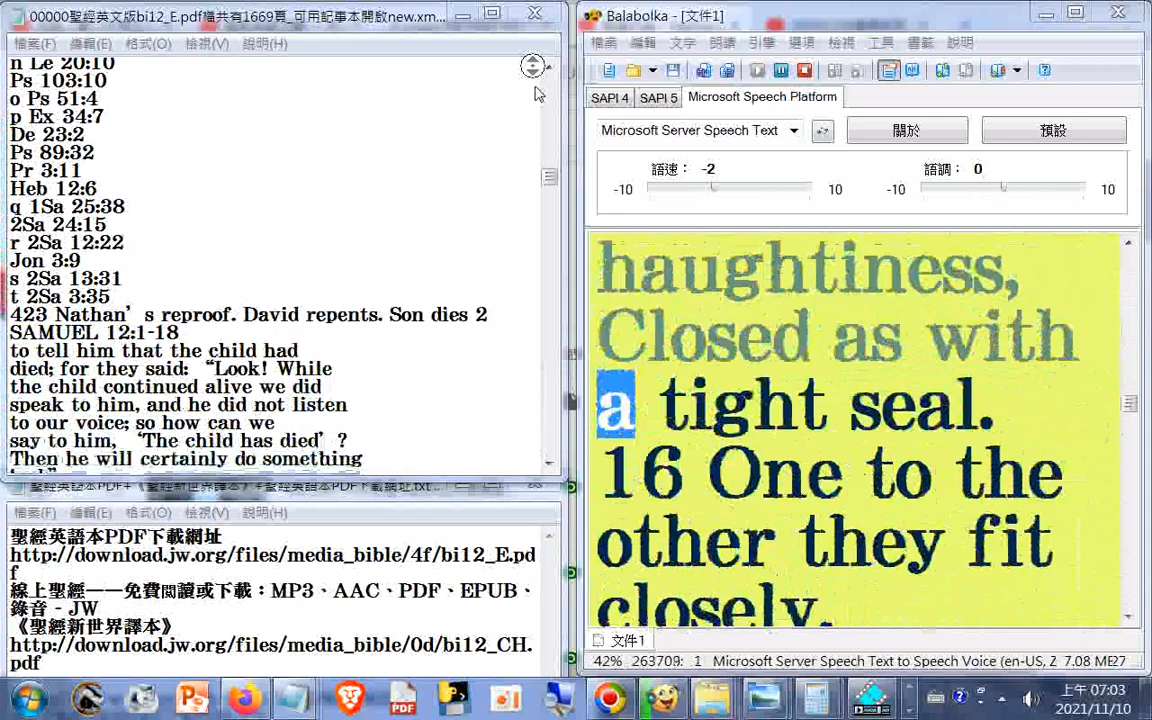 00000聖經英文版bi12_E.pdf檔共有1669頁_可用記事本開啟new.xm...
檔案(F) 編輯(E) 格式(O) 檢視(V) 說明(H)
n Le 20:10
Ps 103:10
o Ps 51:4
p Ex 34:7
De 23:2
Ps 89:32
Pr 3:11
Heb 12:6
q 1Sa 25:38
2Sa 24:15
r 2Sa 12:22
Jon 3:9
s 2Sa 13:31
t 2Sa 3:35
423 Nathan’s reproof. David repents. Son dies 2
SAMUEL 12:1-18
to tell him that the child had
died; for they said: “Look! While
the child continued alive we did
speak to him, and he did not listen
to our voice; so how can we
say to him, ‘The child has died’?
Then he will certainly do something
聖經英語本PDF+《聖經新世界譯本》+聖經英語本PDF下載網址.txt ...
檔案(F) 編輯(E) 格式(O) 檢視(V) 說明(H)
聖經英語本PDF下載網址
http://download.jw.org/files/media_bible/4f/bi12_E.pd
f
線上聖經——免費閱讀或下載：MP3、AAC、PDF、EPUB、
錄音 - JW
《聖經新世界譯本》
http://download.jw.org/files/media_bible/0d/bi12_CH.
pdf
Balabolka - [文件1]
檔案 編輯 文字 朗讀 引擎 選項 檢視 工具 書籤 說明
SAPI 4 SAPI 5 Microsoft Speech Platform
Microsoft Server Speech Text 關於 預設
語速： -2 語調： 0
-10 10 -10 10
haughtiness,
Closed as with
a tight seal.
16 One to the
other they fit
closely.
文件1
42% 263709: 1 Microsoft Server Speech Text to Speech Voice (en-US, Z 7.08 ME27
PDF
上午 07:03
2021/11/10